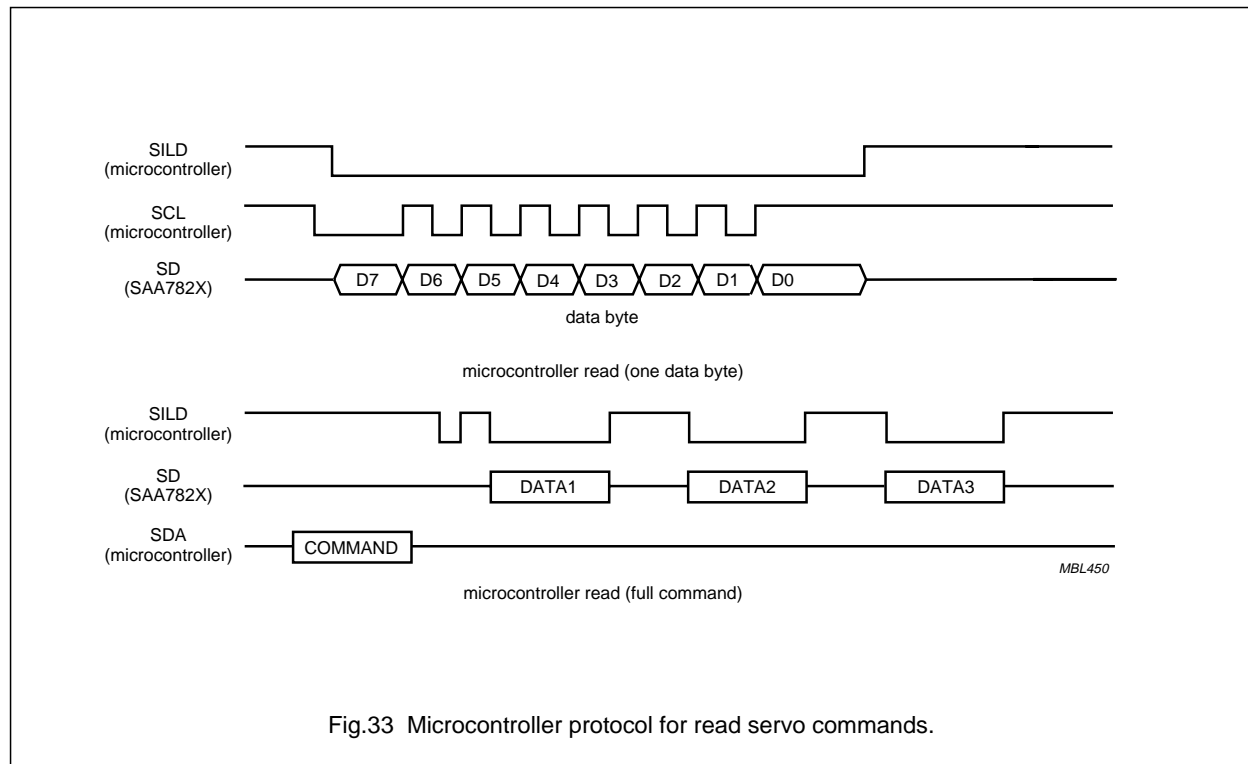 SILD
(microcontroller)
SCL
(microcontroller)
SD
(SAA782X)
D7 D6 D5 D4 D3 D2 D1 D0
data byte
microcontroller read (one data byte)
SILD
(microcontroller)
SD
(SAA782X)
DATA1 DATA2 DATA3
SDA
(microcontroller)
COMMAND
MBL450
microcontroller read (full command)
Fig.33 Microcontroller protocol for read servo commands.